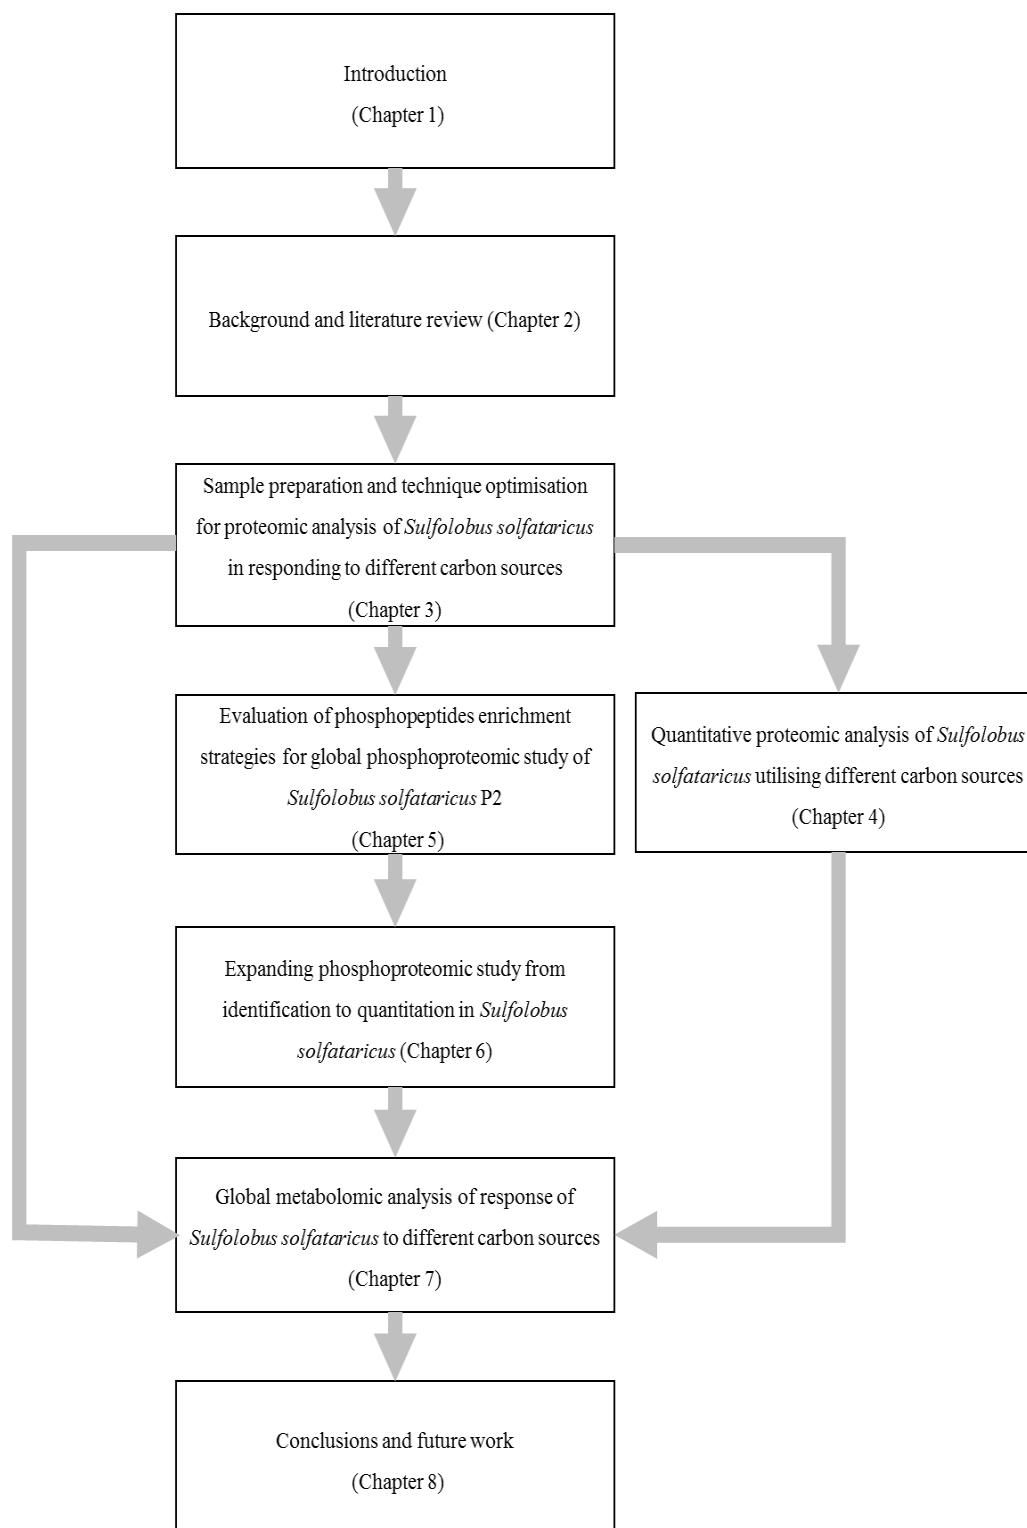 Introduction
(Chapter 1)
Background and literature review (Chapter 2)
Sample preparation and technique optimisation
for proteomic analysis of Sulfolobus solfataricus
in responding to different carbon sources
(Chapter 3)
Evaluation of phosphopeptides enrichment
strategies for global phosphoproteomic study of
Sulfolobus solfataricus P2
(Chapter 5)
Quantitative proteomic analysis of Sulfolobus
solfataricus utilising different carbon sources
(Chapter 4)
Expanding phosphoproteomic study from
identification to quantitation in Sulfolobus
solfataricus (Chapter 6)
Global metabolomic analysis of response of
Sulfolobus solfataricus to different carbon sources
(Chapter 7)
Conclusions and future work
(Chapter 8)